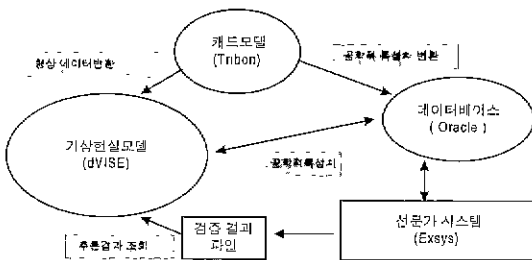 캐드모델
(Tribon)
형상 데이터변환
공학적 특성치 변환
데이터베이스
( Oracle )
가상현실모델
(dVISE)
공학적특성치
전문가 시스템
(Exsys)
검증 결과
파일
추론결과 조회